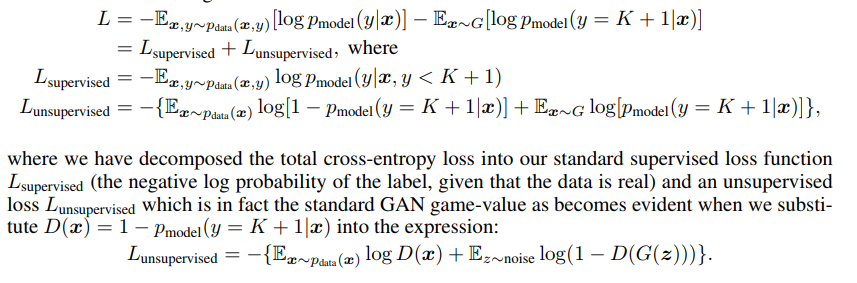 L = −𝔼_{x,y∼p_data(x,y)}[log p_model(y|x)] − 𝔼_{x∼G}[log p_model(y = K + 1|x)]
= L_supervised + L_unsupervised, where
L_supervised = −𝔼_{x,y∼p_data(x,y)} log p_model(y|x, y < K + 1)
L_unsupervised = −{𝔼_{x∼p_data(x)} log[1 − p_model(y = K + 1|x)] + 𝔼_{x∼G} log[p_model(y = K + 1|x)]},
where we have decomposed the total cross-entropy loss into our standard supervised loss function
L_supervised (the negative log probability of the label, given that the data is real) and an unsupervised
loss L_unsupervised which is in fact the standard GAN game-value as becomes evident when we substi-
tute D(x) = 1 − p_model(y = K + 1|x) into the expression:
L_unsupervised = −{𝔼_{x∼p_data(x)} log D(x) + 𝔼_{z∼noise} log(1 − D(G(z)))}.